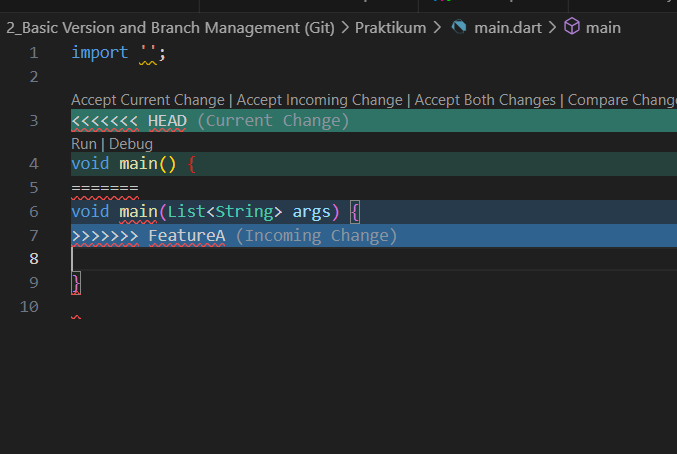 2_Basic Version and Branch Management (Git) > Praktikum > main.dart > main
1 import '';
2
Accept Current Change | Accept Incoming Change | Accept Both Changes | Compare Change
3 <<<<<<< HEAD (Current Change)
Run | Debug
4 void main() {
5 =======
6 void main(List<String> args) {
7 >>>>>>> FeatureA (Incoming Change)
8
9 }
10